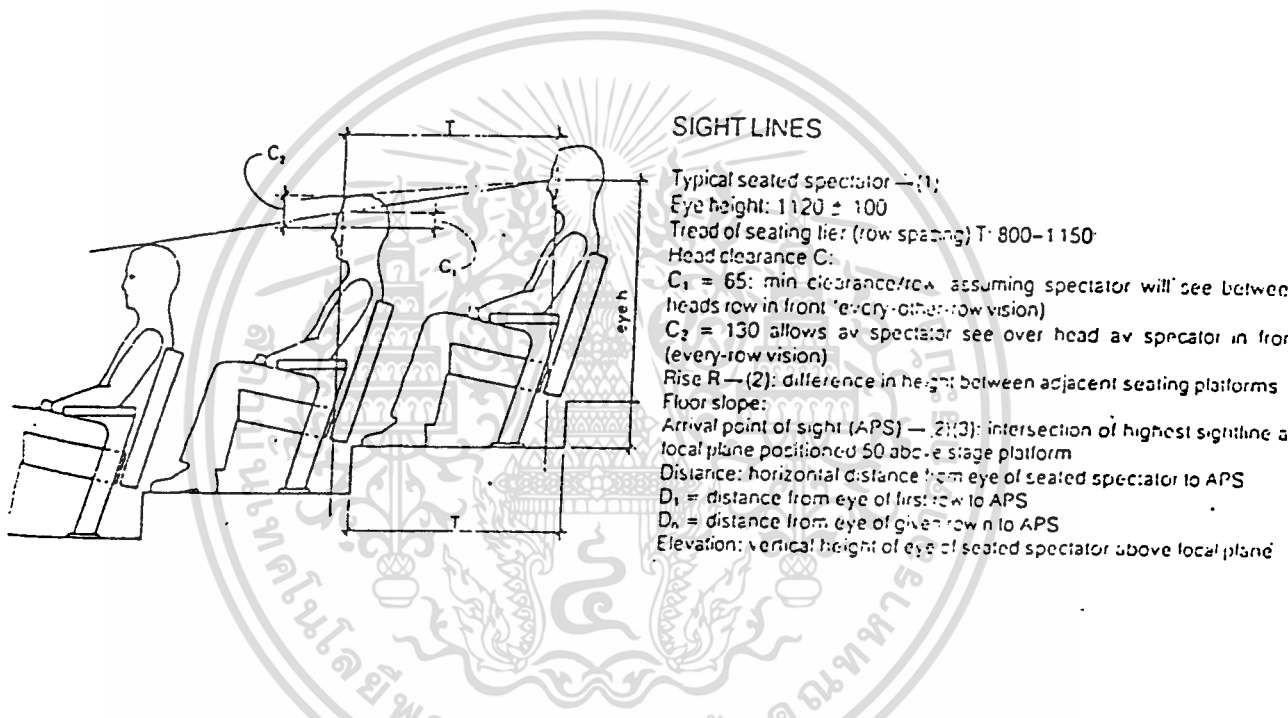 T
C₂
C₁
eye h
T
SIGHT LINES
Typical seated spectator —(1)
Eye height: 1120 ± 100
Tread of seating tier (row spacing) T: 800–1150
Head clearance C:
C₁ = 65: min clearance/row assuming spectator will see between
heads row in front (every-other-row vision)
C₂ = 130 allows av spectator see over head av specator in fron
(every-row vision)
Rise R—(2): difference in height between adjacent seating platforms
Floor slope:
Arrival point of sight (APS) — 2)(3): intersection of highest sightline a
focal plane positioned 50 above stage platform
Distance: horizontal distance from eye of seated spectator to APS
D₁ = distance from eye of first row to APS
Dₙ = distance from eye of given row n to APS
Elevation: vertical height of eye of seated spectator above focal plane